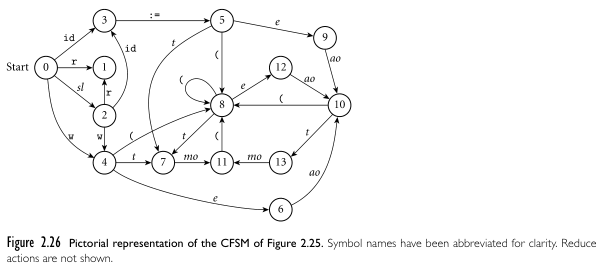 3 := 5 e
id 9
t ao
id (
Start 0 r 1 ( 12
e ao
sl r 8 10
2 (
w w ( t ( t
4 t 7 mo 11 mo 13
ao
e 6
Figure 2.26 Pictorial representation of the CFSM of Figure 2.25. Symbol names have been abbreviated for clarity. Reduce
actions are not shown.